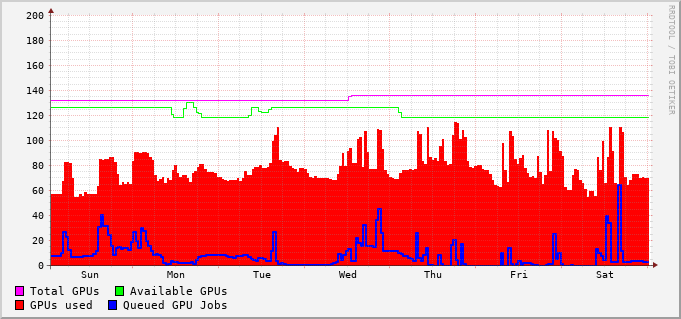 200
180
160
140
120
100
80
60
40
20
0
Sun Mon Tue Wed Thu Fri Sat
Total GPUs Available GPUs
GPUs used Queued GPU Jobs
RRDTOOL / TOBI OETIKER